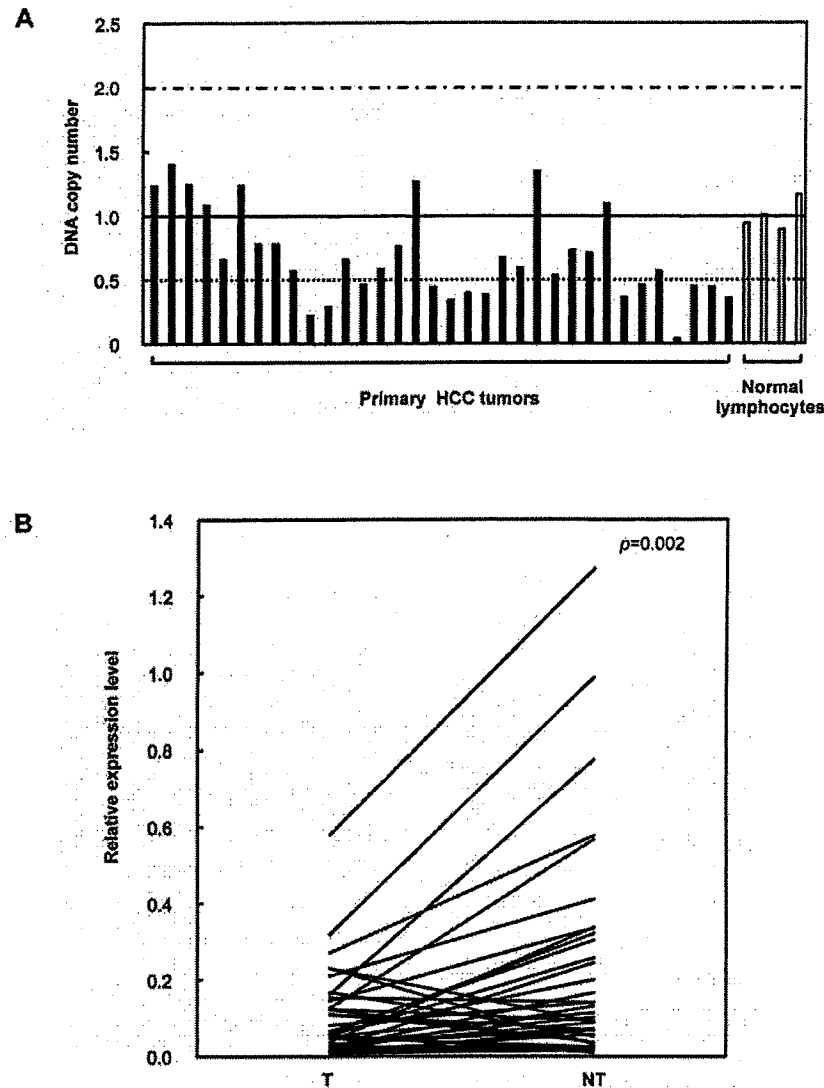 A
2.5
2.0
1.5
1.0
0.5
0
DNA copy number
Primary HCC tumors
Normal
lymphocytes
B
1.4
1.2
1.0
0.8
0.6
0.4
0.2
0.0
Relative expression level
p=0.002
T
NT